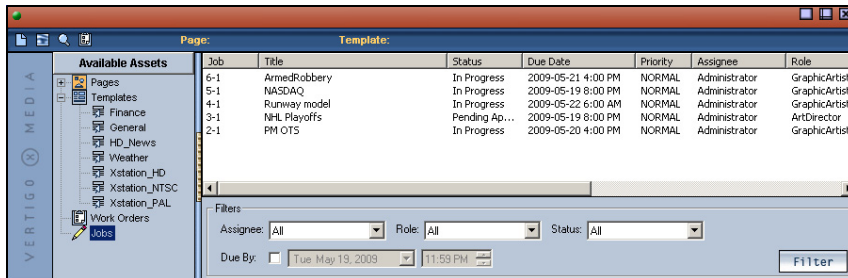 Page: Template:
VERTIGO X MEDIA
Available Assets
Pages
Templates
Finance
General
HD_News
Weather
Xstation_HD
Xstation_NTSC
Xstation_PAL
Work Orders
Jobs
Job Title Status Due Date Priority Assignee Role
6-1 ArmedRobbery In Progress 2009-05-21 4:00 PM NORMAL Administrator GraphicArtist
5-1 NASDAQ In Progress 2009-05-19 8:00 PM NORMAL Administrator GraphicArtist
4-1 Runway model In Progress 2009-05-22 6:00 AM NORMAL Administrator GraphicArtist
3-1 NHL Playoffs Pending Ap... 2009-05-19 8:00 PM NORMAL Administrator ArtDirector
2-1 PM OTS In Progress 2009-05-20 4:00 PM NORMAL Administrator GraphicArtist
Filters
Assignee: All Role: All Status: All
Due By: Tue May 19, 2009 11:59 PM Filter